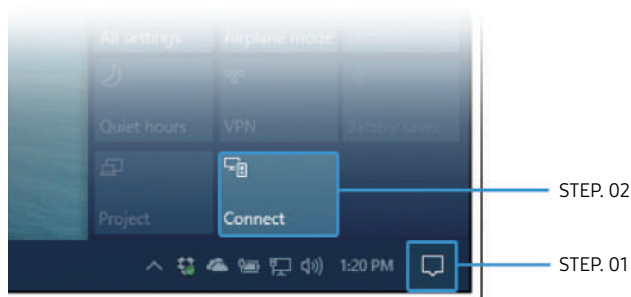 All settings Airplane mode
Quiet hours VPN Battery saver
STEP. 02
Project Connect
1:20 PM STEP. 01